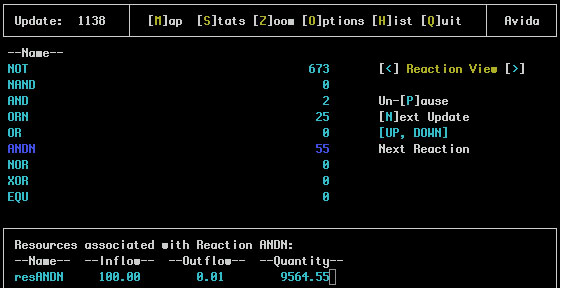 Update: 1138 [M]ap [S]tats [Z]oom [O]ptions [H]ist [Q]uit Avida
--Name--
NOT 673 [<] Reaction View [>]
NAND 0
AND 2 Un-[P]ause
ORN 25 [N]ext Update
OR 0 [UP, DOWN]
ANDN 55 Next Reaction
NOR 0
XOR 0
EQU 0
Resources associated with Reaction ANDN:
--Name-- --Inflow-- --Outflow-- --Quantity--
resANDN 100.00 0.01 9564.55